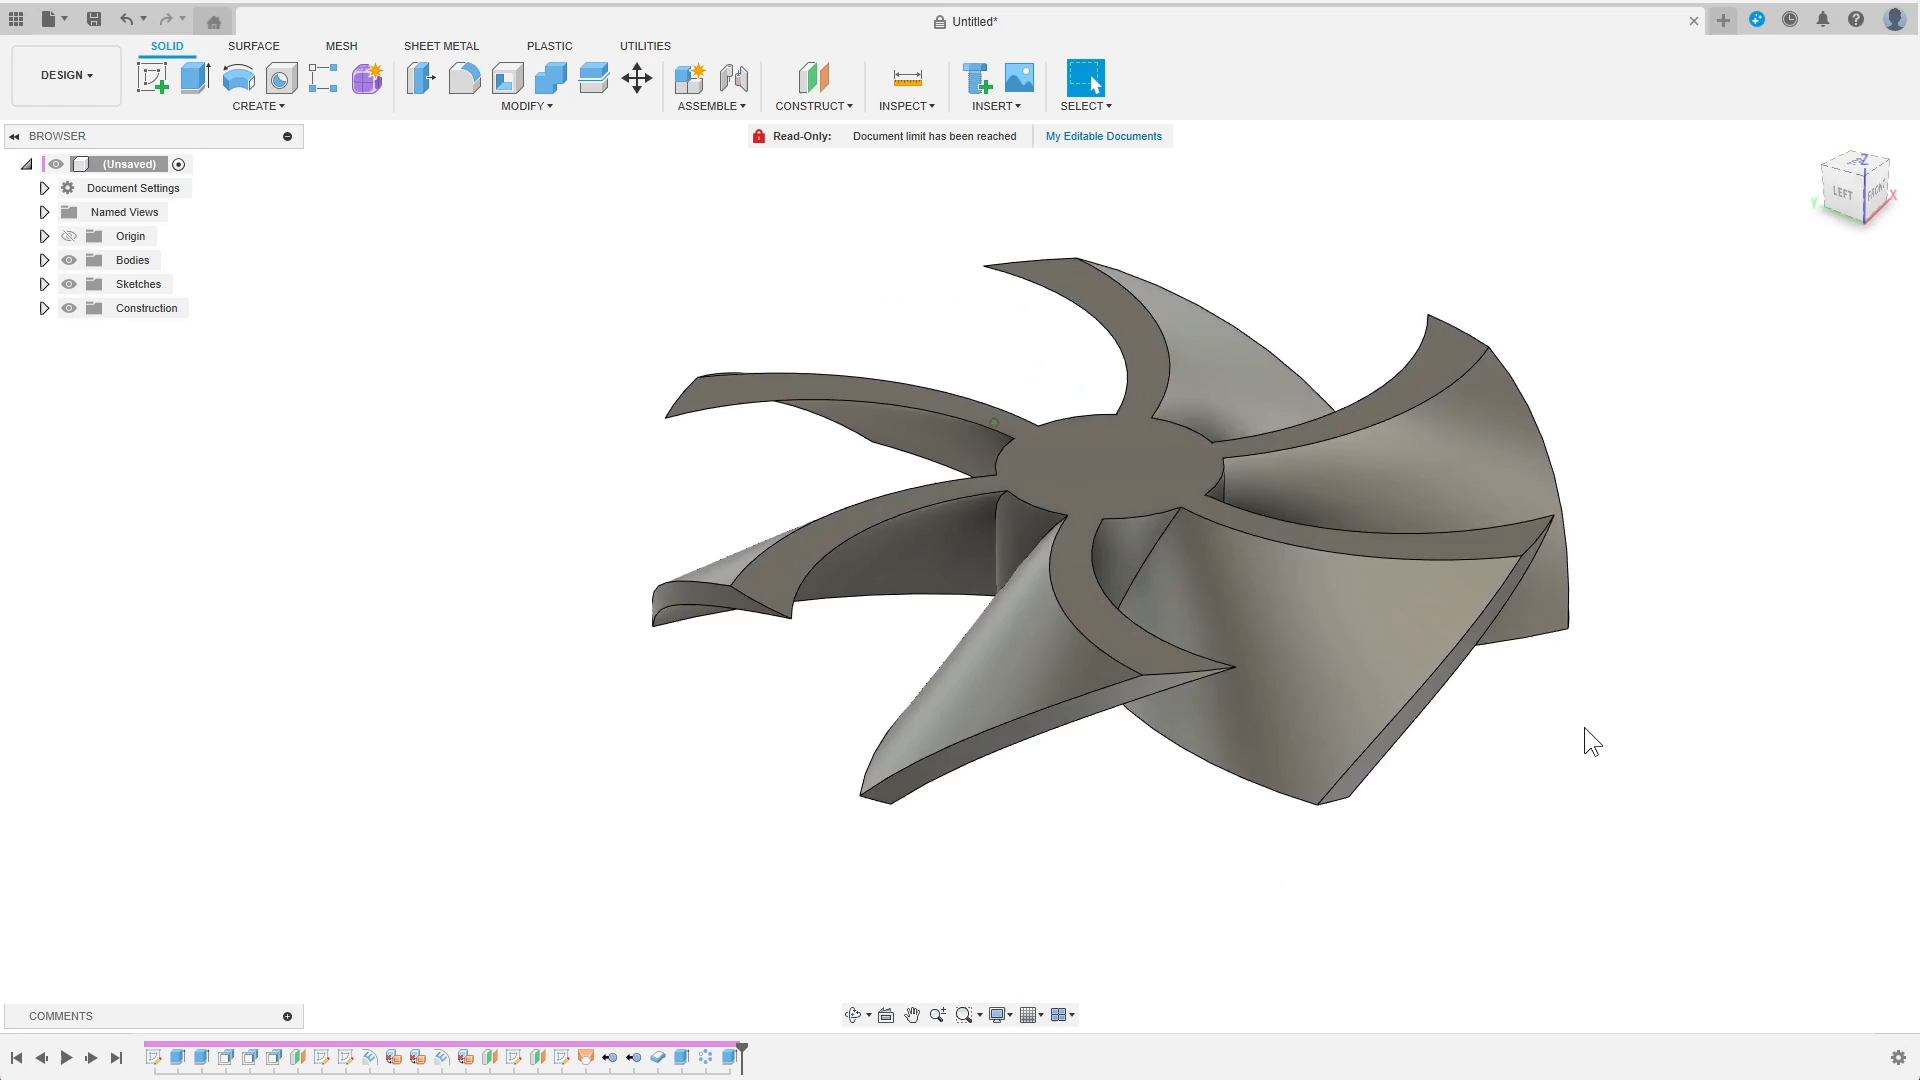 Untitled*
SOLID SURFACE MESH SHEET METAL PLASTIC UTILITIES
DESIGN
CREATE MODIFY ASSEMBLE CONSTRUCT INSPECT INSERT SELECT
BROWSER
Read-Only: Document limit has been reached My Editable Documents
(Unsaved)
Document Settings
Named Views
Origin
Bodies
Sketches
Construction
Z
LEFT FRONT
Y X
COMMENTS